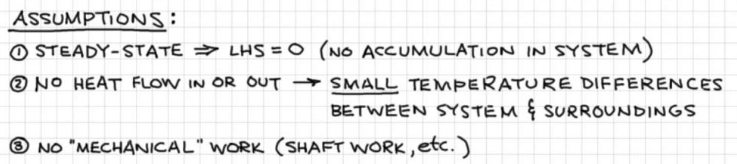 ASSUMPTIONS:
① STEADY-STATE ⇒ LHS = 0 (NO ACCUMULATION IN SYSTEM)
② NO HEAT FLOW IN OR OUT → SMALL TEMPERATURE DIFFERENCES
BETWEEN SYSTEM & SURROUNDINGS
③ NO "MECHANICAL" WORK (SHAFT WORK, etc.)